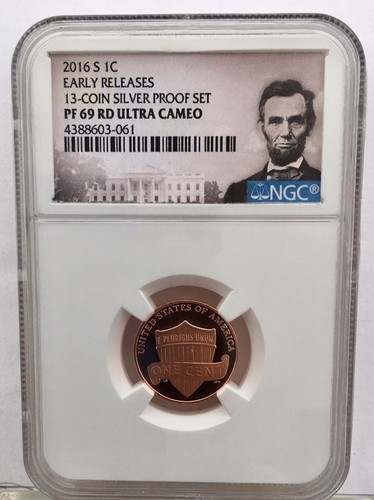 2016 S 1C
EARLY RELEASES
13-COIN SILVER PROOF SET
PF 69 RD ULTRA CAMEO
4388603-061
NGC®
UNITED STATES OF AMERICA
E PLURIBUS UNUM
ONE CENT